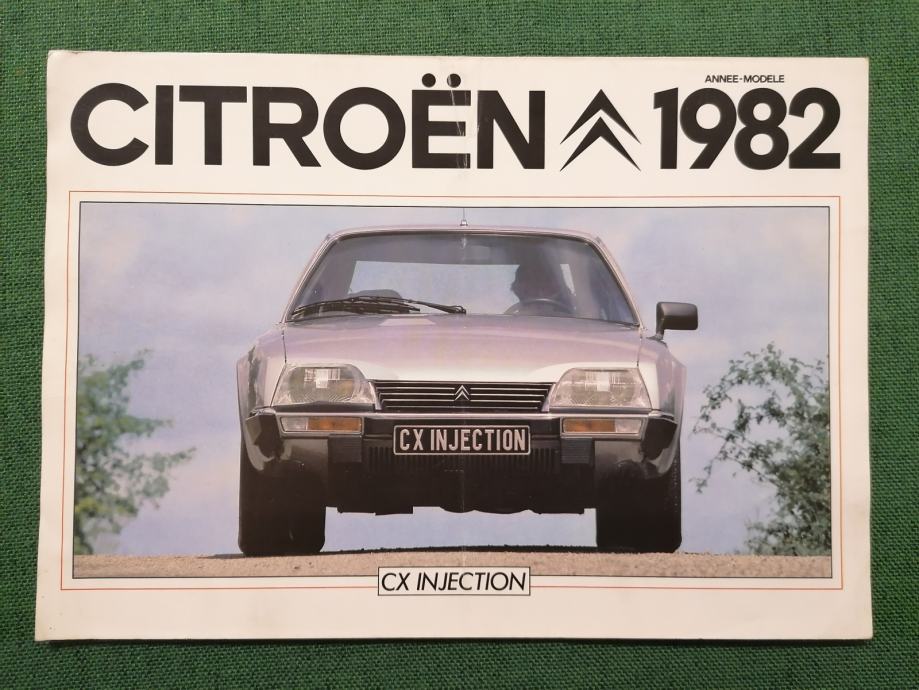 ANNEE-MODELE
CITROËN 1982
CX INJECTION
CX INJECTION